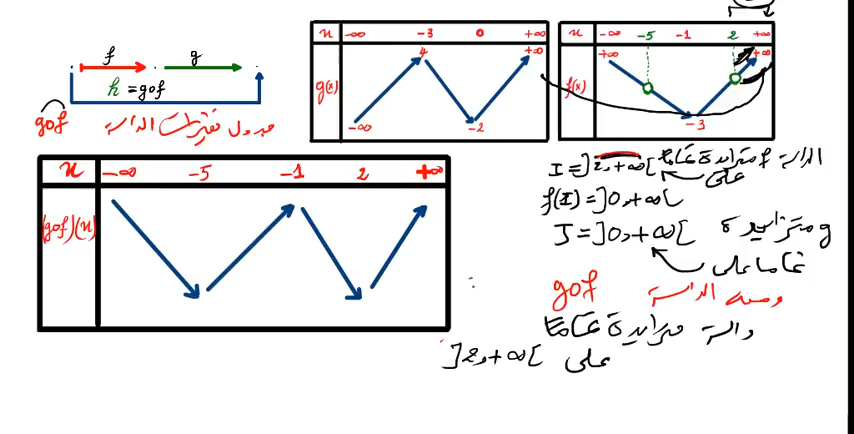 f g
h = gof
gof
جدول تغيرات الدالة
x -∞ -3 0 +∞
g(x) -∞ 4 -2 +∞
x -∞ -5 -1 2 +∞
f(x) +∞ -3 +∞
x -∞ -5 -1 2 +∞
(gof)(x)
الدالة f متزايدة تماما
على I = ]2,+∞[
f(I) = ]0,+∞[
g متزايدة J = ]0,+∞[
تماما على
ومنه الدالة gof
دالة متزايدة تماما
على ]2,+∞[